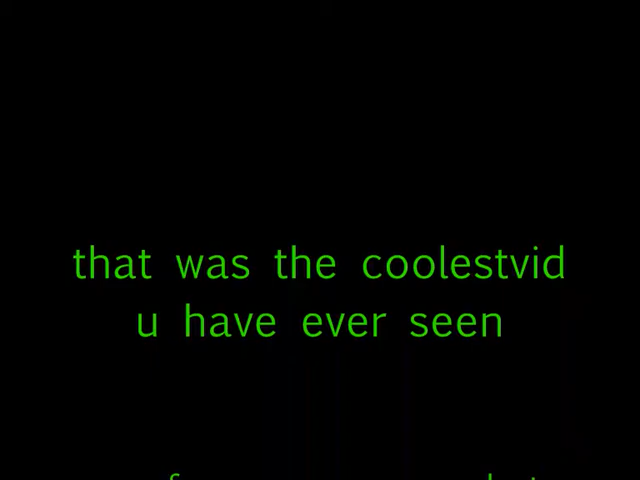 that was the coolestvid
u have ever seen